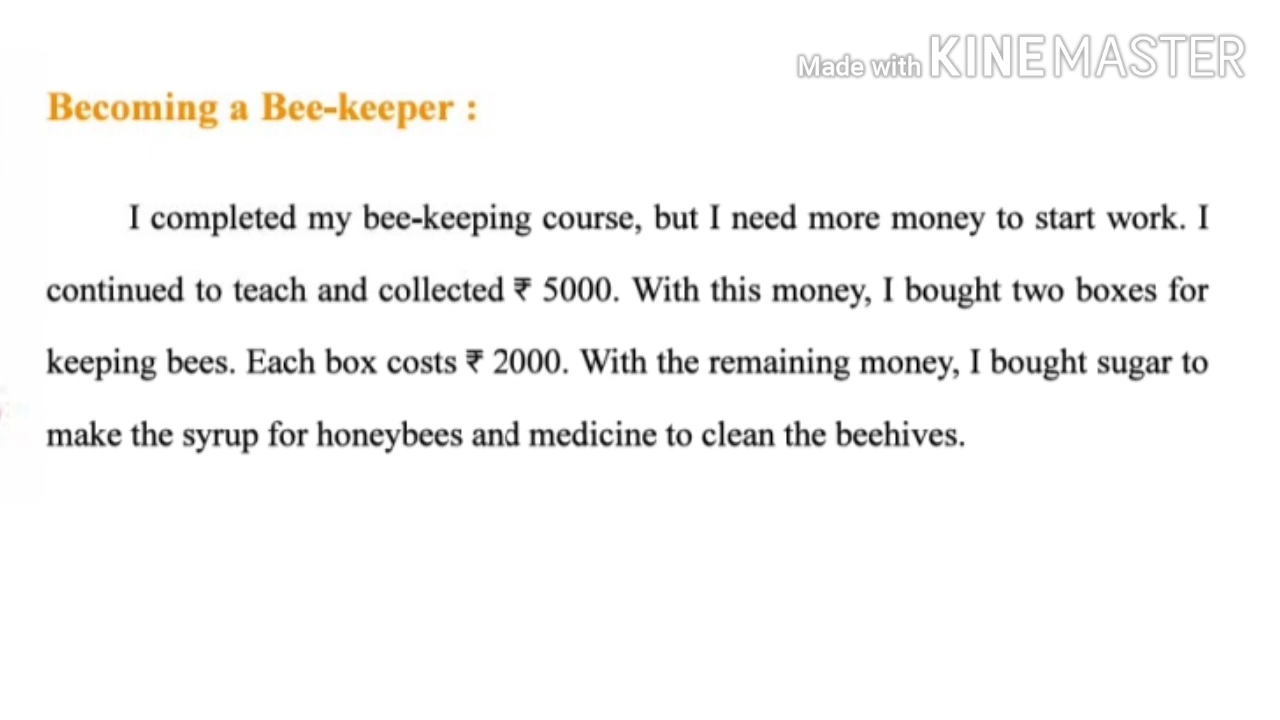 Made with KINEMASTER
Becoming a Bee-keeper :
I completed my bee-keeping course, but I need more money to start work. I
continued to teach and collected ₹ 5000. With this money, I bought two boxes for
keeping bees. Each box costs ₹ 2000. With the remaining money, I bought sugar to
make the syrup for honeybees and medicine to clean the beehives.